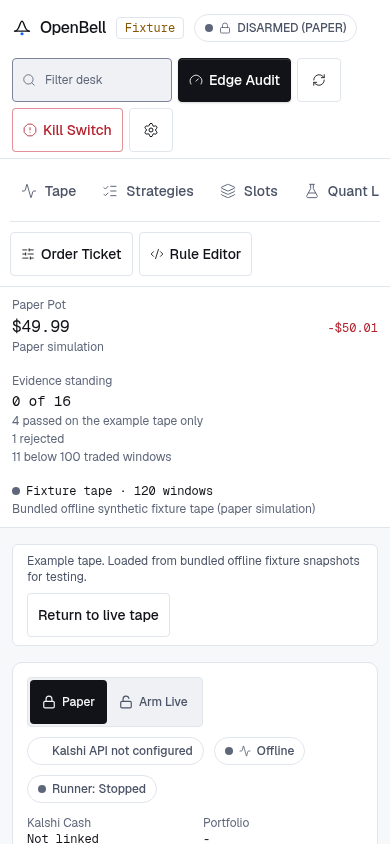 OpenBell Fixture DISARMED (PAPER)
Filter desk Edge Audit
Kill Switch
Tape Strategies Slots Quant L
Order Ticket Rule Editor
Paper Pot
$49.99 -$50.01
Paper simulation
Evidence standing
0 of 16
4 passed on the example tape only
1 rejected
11 below 100 traded windows
Fixture tape · 120 windows
Bundled offline synthetic fixture tape (paper simulation)
Example tape. Loaded from bundled offline fixture snapshots
for testing.
Return to live tape
Paper Arm Live
Kalshi API not configured Offline
Runner: Stopped
Kalshi Cash Portfolio
Not linked -